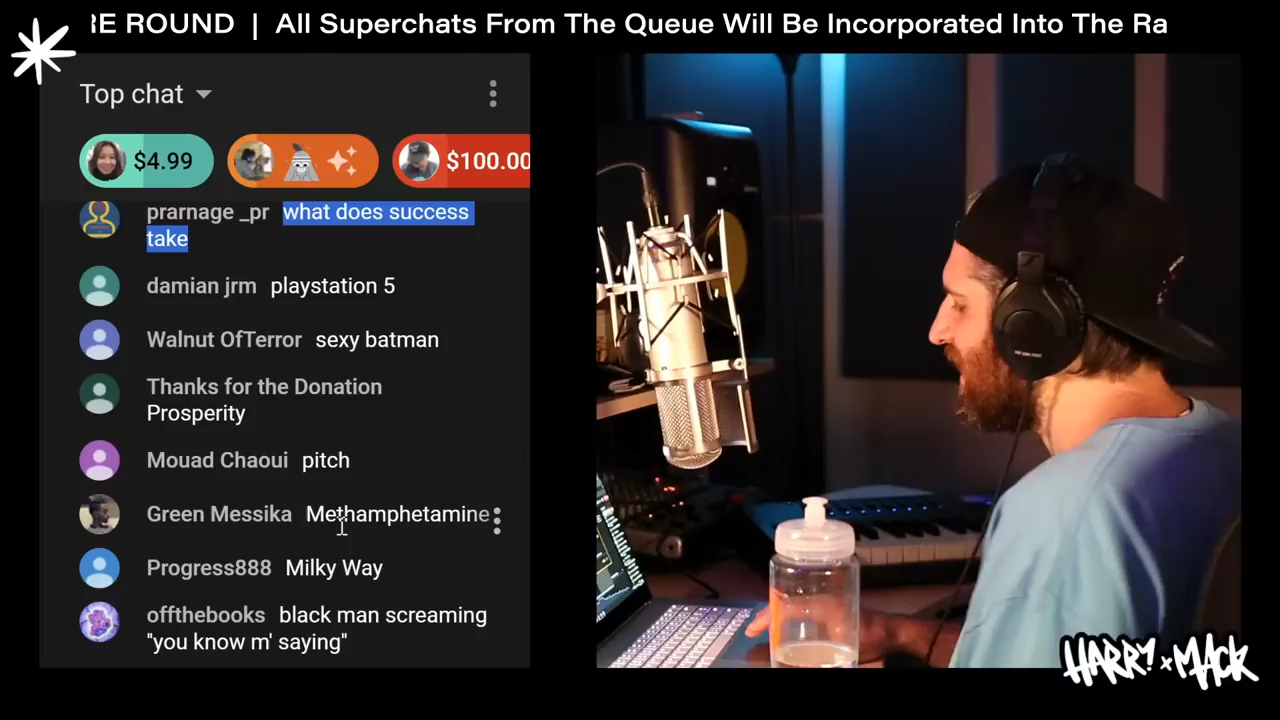 IE ROUND | All Superchats From The Queue Will Be Incorporated Into The Ra
Top chat
$4.99
$100.00
prarnage _pr what does success
take
damian jrm playstation 5
Walnut OfTerror sexy batman
Thanks for the Donation
Prosperity
Mouad Chaoui pitch
Green Messika Methamphetamine
Progress888 Milky Way
offthebooks black man screaming
"you know m' saying"
HARRY x MACK